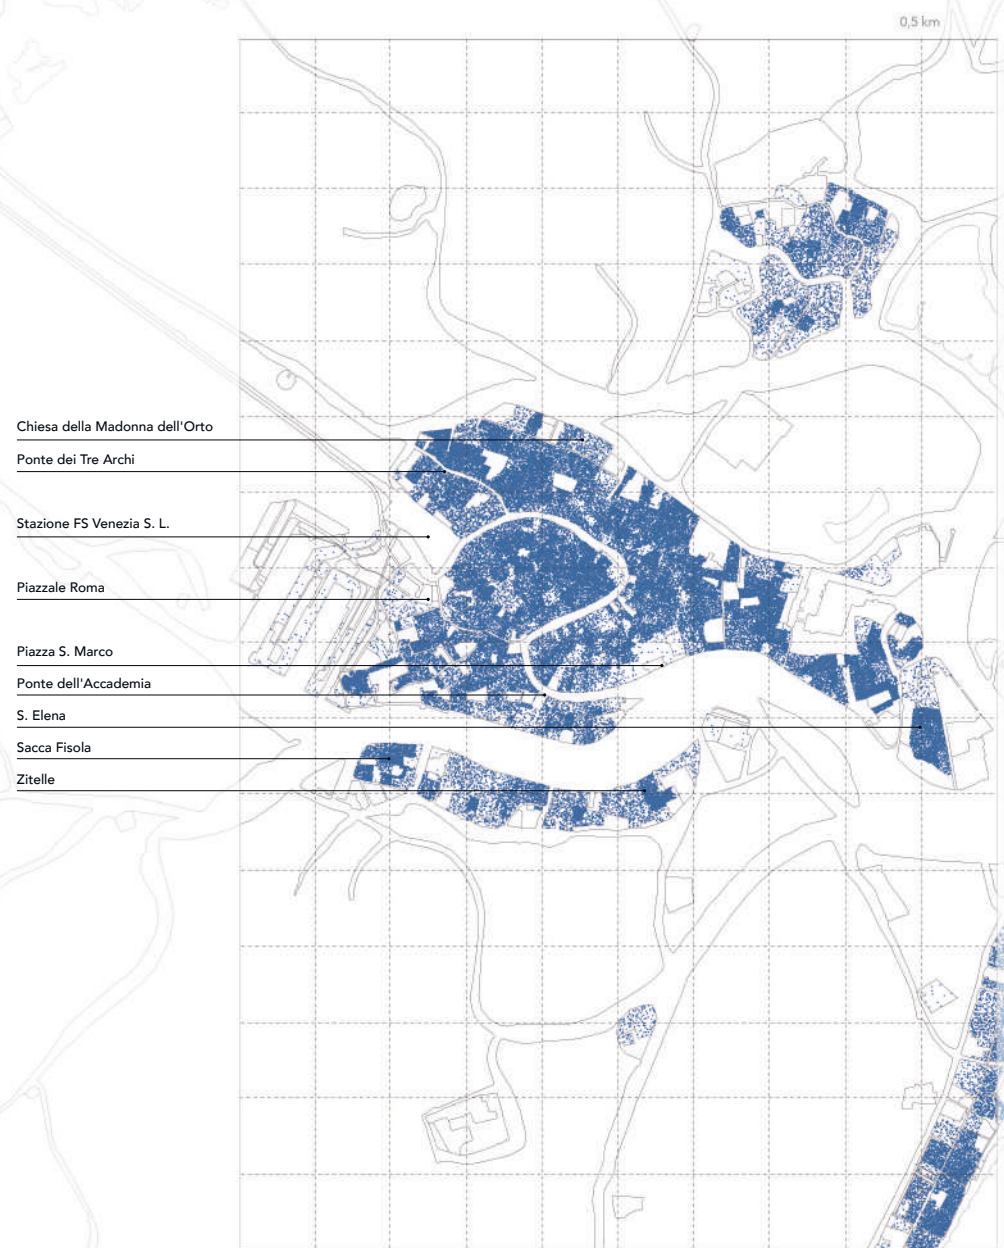 0,5 km
Chiesa della Madonna dell'Orto
Ponte dei Tre Archi
Stazione FS Venezia S. L.
Piazzale Roma
Piazza S. Marco
Ponte dell'Accademia
S. Elena
Sacca Fisola
Zitelle